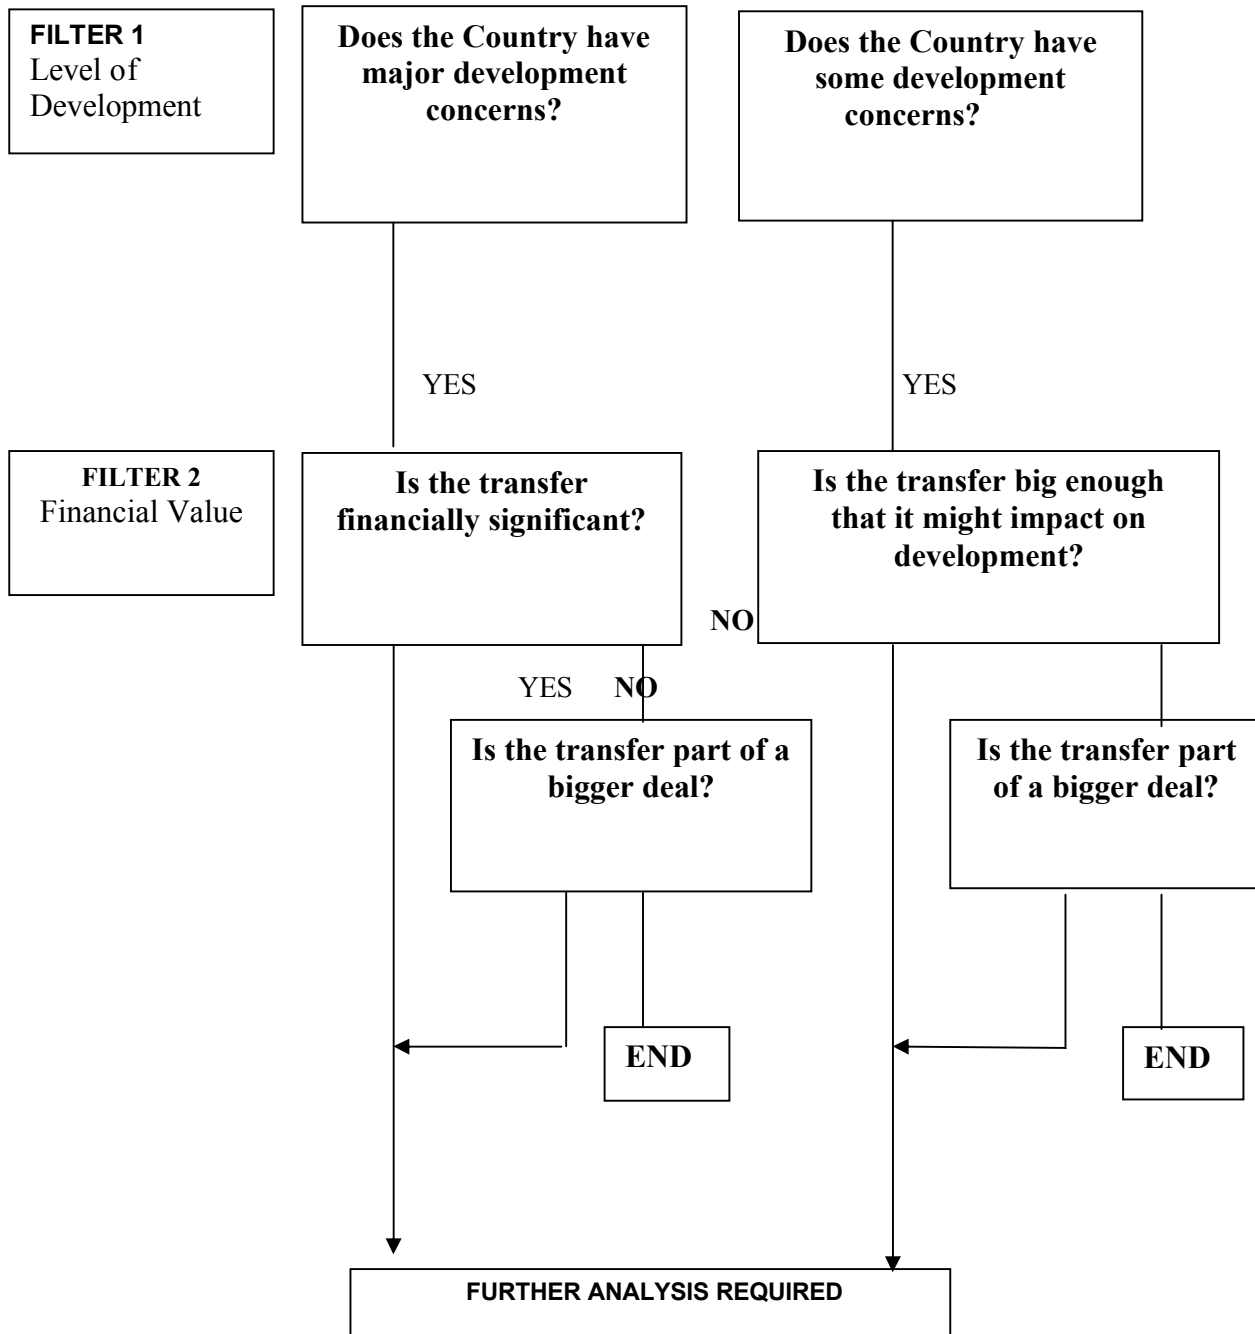 FILTER 1
Level of
Development
Does the Country have
major development
concerns?
Does the Country have
some development
concerns?
YES
YES
FILTER 2
Financial Value
Is the transfer
financially significant?
Is the transfer big enough
that it might impact on
development?
NO
YES
NO
Is the transfer part of a
bigger deal?
Is the transfer part
of a bigger deal?
END
END
FURTHER ANALYSIS REQUIRED